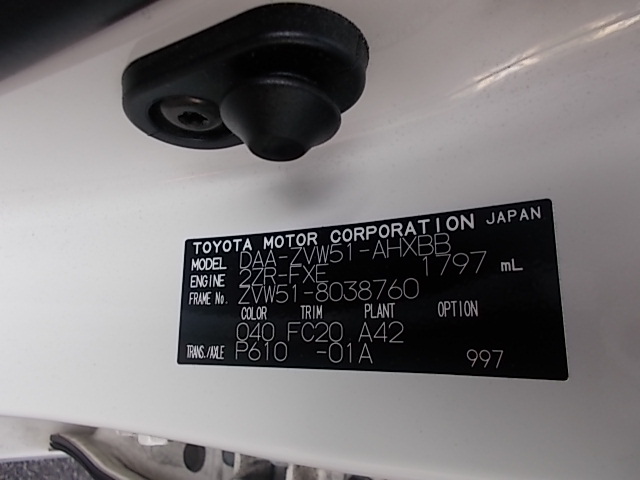 TOYOTA MOTOR CORPORATION JAPAN
MODEL DAA-ZVW51-AHXBB
ENGINE 2ZR-FXE 1797 mL
FRAME No. ZVW51-8038760
COLOR TRIM PLANT OPTION
040 FC20 A42
TRANS./AXLE P610 -01A 997